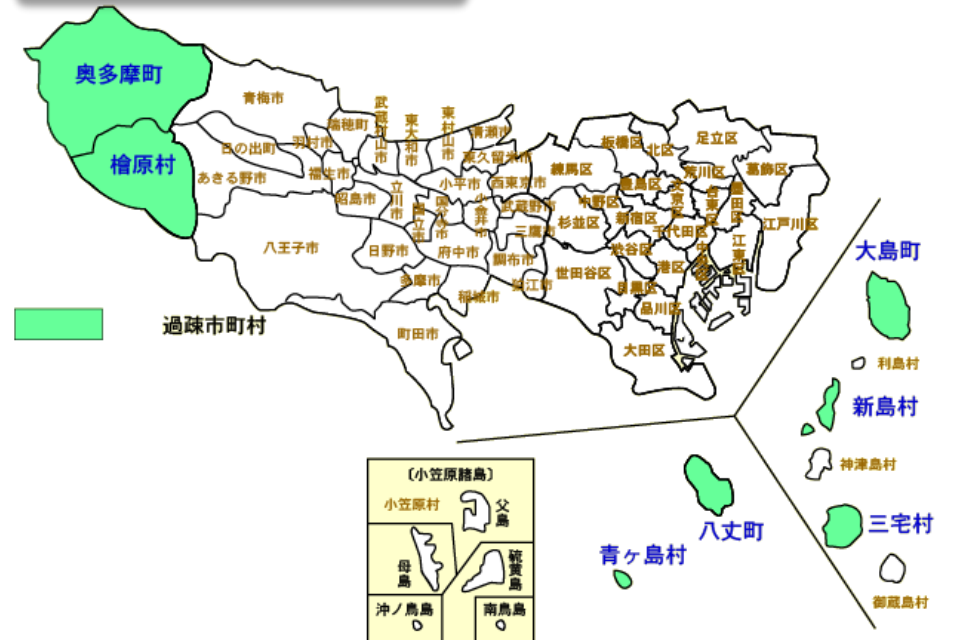 奥多摩町
檜原村
青梅市
日の出町
あきる野市
羽村市
瑞穂町
福生市
武蔵村山市
東大和市
東村山市
清瀬市
東久留米市
昭島市
立川市
小平市
西東京市
国立市
国分寺市
小金井市
武蔵野市
三鷹市
八王子市
日野市
府中市
調布市
狛江市
多摩市
稲城市
町田市
板橋区
北区
足立区
練馬区
荒川区
葛飾区
豊島区
文京区
台東区
墨田区
中野区
杉並区
新宿区
千代田区
江戸川区
渋谷区
中央区
江東区
世田谷区
港区
目黒区
品川区
大田区
過疎市町村
大島町
利島村
新島村
神津島村
三宅村
御蔵島村
八丈町
青ヶ島村
〔小笠原諸島〕
小笠原村
父島
母島
硫黄島
沖ノ鳥島
南鳥島